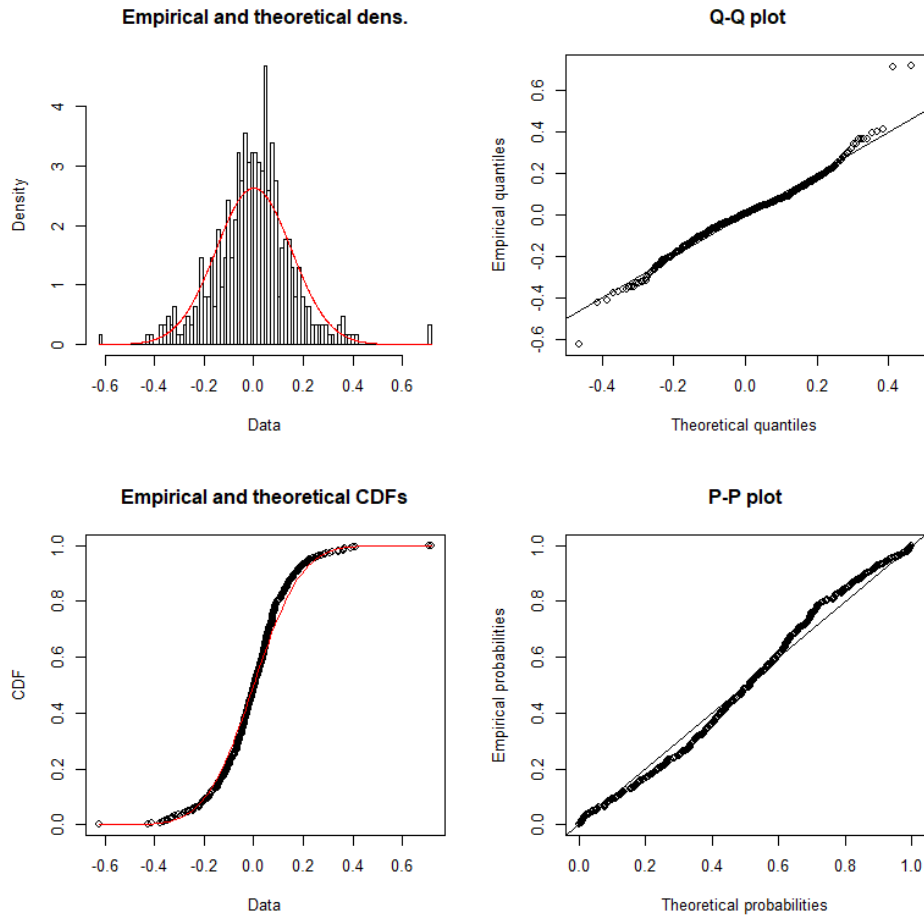 Empirical and theoretical dens.
Density
0 1 2 3 4
-0.6 -0.4 -0.2 0.0 0.2 0.4 0.6
Data
Q-Q plot
Empirical quantiles
-0.6 -0.4 -0.2 0.0 0.2 0.4 0.6
-0.4 -0.2 0.0 0.2 0.4
Theoretical quantiles
Empirical and theoretical CDFs
CDF
0.0 0.2 0.4 0.6 0.8 1.0
-0.6 -0.4 -0.2 0.0 0.2 0.4 0.6
Data
P-P plot
Empirical probabilities
0.0 0.2 0.4 0.6 0.8 1.0
0.0 0.2 0.4 0.6 0.8 1.0
Theoretical probabilities